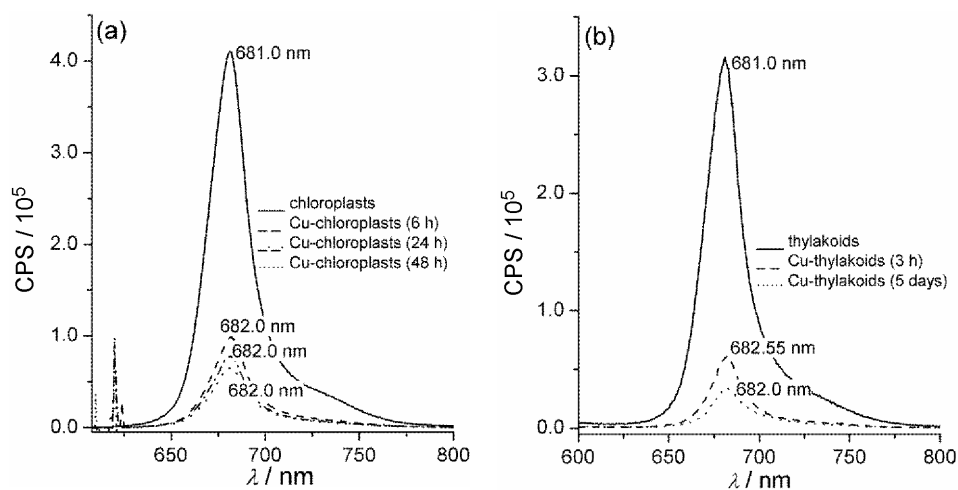 (a)
681.0 nm
4.0
3.0
2.0
1.0
0.0
CPS / 10⁵
chloroplasts
Cu-chloroplasts (6 h)
Cu-chloroplasts (24 h)
Cu-chloroplasts (48 h)
682.0 nm
682.0 nm
682.0 nm
650 700 750 800
λ / nm
(b)
681.0 nm
3.0
2.0
1.0
0.0
CPS / 10⁵
thylakoids
Cu-thylakoids (3 h)
Cu-thylakoids (5 days)
682.55 nm
682.0 nm
600 650 700 750 800
λ / nm